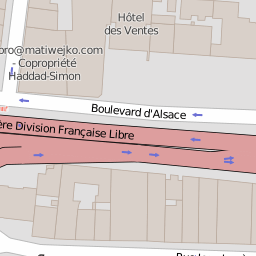 Hôtel
des Ventes
pro@matiwejko.com
- Copropriété
Haddad-Simon
Boulevard d'Alsace
ère Division Française Libre